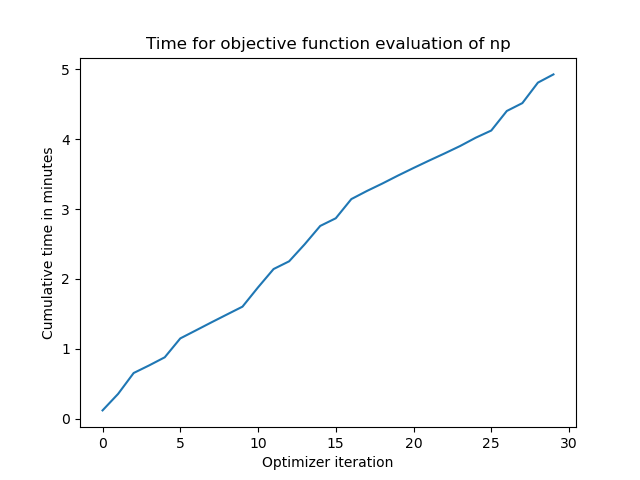 Time for objective function evaluation of np
Cumulative time in minutes
5
4
3
2
1
0
0 5 10 15 20 25 30
Optimizer iteration